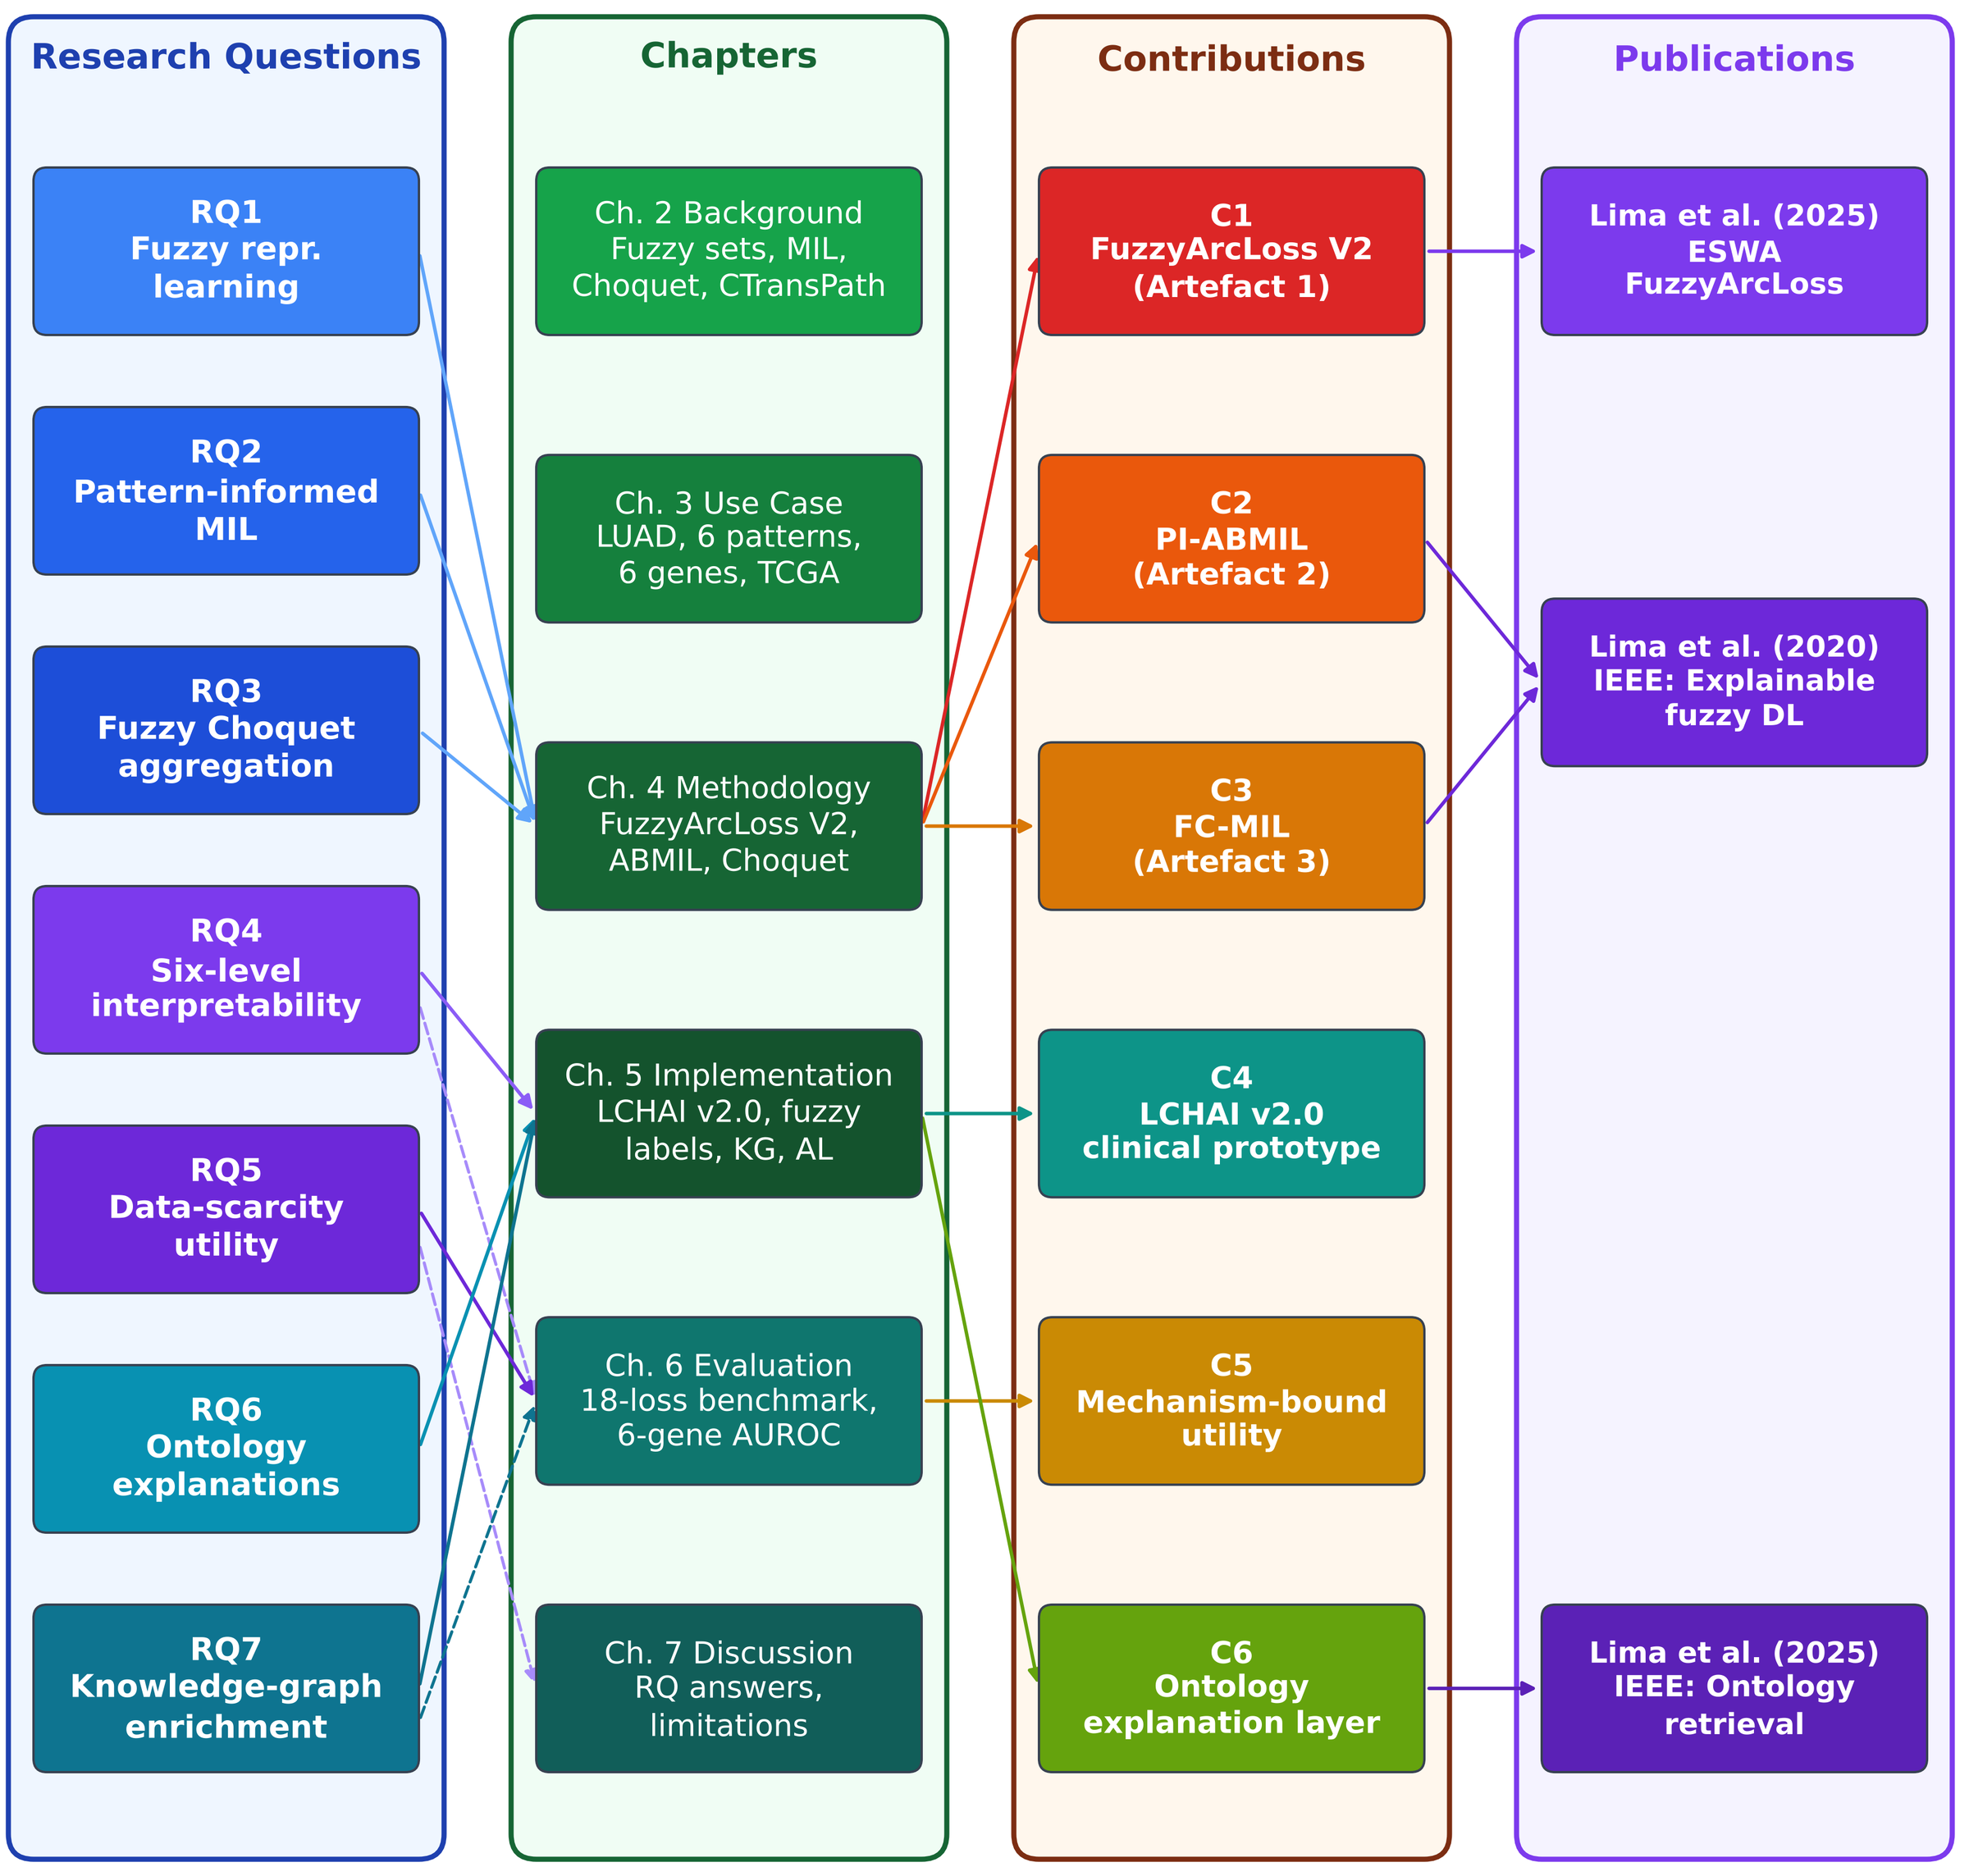 Research Questions
RQ1
Fuzzy repr.
learning
RQ2
Pattern-informed
MIL
RQ3
Fuzzy Choquet
aggregation
RQ4
Six-level
interpretability
RQ5
Data-scarcity
utility
RQ6
Ontology
explanations
RQ7
Knowledge-graph
enrichment
Chapters
Ch. 2 Background
Fuzzy sets, MIL,
Choquet, CTransPath
Ch. 3 Use Case
LUAD, 6 patterns,
6 genes, TCGA
Ch. 4 Methodology
FuzzyArcLoss V2,
ABMIL, Choquet
Ch. 5 Implementation
LCHAI v2.0, fuzzy
labels, KG, AL
Ch. 6 Evaluation
18-loss benchmark,
6-gene AUROC
Ch. 7 Discussion
RQ answers,
limitations
Contributions
C1
FuzzyArcLoss V2
(Artefact 1)
C2
PI-ABMIL
(Artefact 2)
C3
FC-MIL
(Artefact 3)
C4
LCHAI v2.0
clinical prototype
C5
Mechanism-bound
utility
C6
Ontology
explanation layer
Publications
Lima et al. (2025)
ESWA
FuzzyArcLoss
Lima et al. (2020)
IEEE: Explainable
fuzzy DL
Lima et al. (2025)
IEEE: Ontology
retrieval